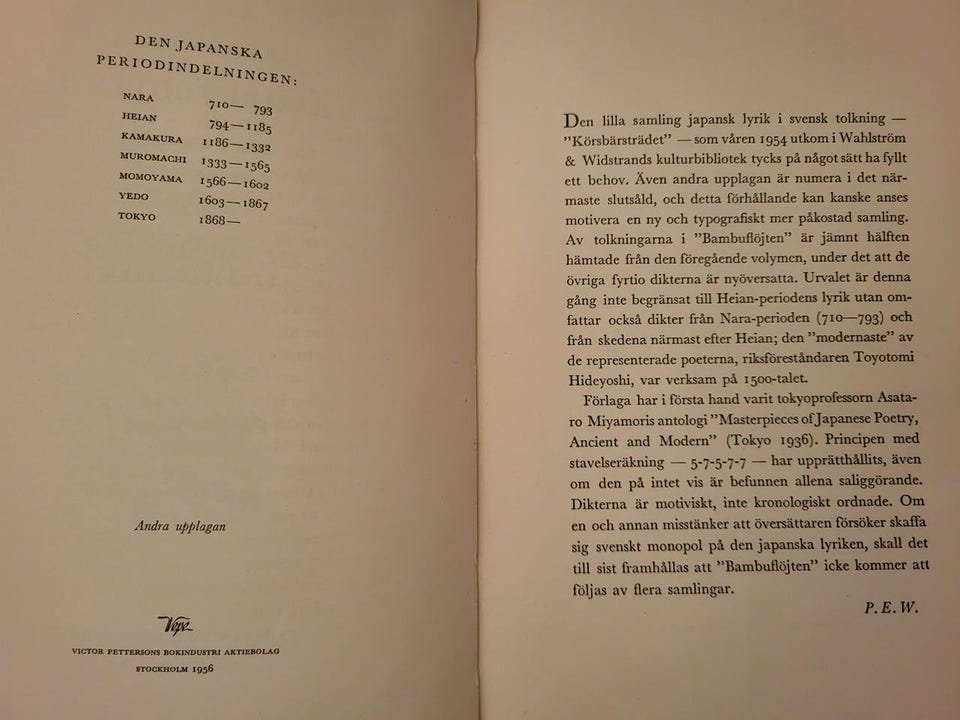 DEN JAPANSKA
PERIODINDELNINGEN:
NARA 710— 793
HEIAN 794—1185
KAMAKURA 1186—1332
MUROMACHI 1333—1565
MOMOYAMA 1566—1602
YEDO 1603—1867
TOKYO 1868—
Andra upplagan
Vepe
VICTOR PETTERSONS BOKINDUSTRI AKTIEBOLAG
STOCKHOLM 1956
Den lilla samling japansk lyrik i svensk tolkning —
”Körsbärsträdet” — som våren 1954 utkom i Wahlström
& Widstrands kulturbibliotek tycks på något sätt ha fyllt
ett behov. Även andra upplagan är numera i det när-
maste slutsåld, och detta förhållande kan kanske anses
motivera en ny och typografiskt mer påkostad samling.
Av tolkningarna i ”Bambuflöjten” är jämnt hälften
hämtade från den föregående volymen, under det att de
övriga fyrtio dikterna är nyöversatta. Urvalet är denna
gång inte begränsat till Heian-periodens lyrik utan om-
fattar också dikter från Nara-perioden (710—793) och
från skedena närmast efter Heian; den ”modernaste” av
de representerade poeterna, riksföreståndaren Toyotomi
Hideyoshi, var verksam på 1500-talet.
Förlaga har i första hand varit tokyoprofessorn Asata-
ro Miyamoris antologi ”Masterpieces of Japanese Poetry,
Ancient and Modern” (Tokyo 1936). Principen med
stavelseräkning — 5-7-5-7-7 — har upprätthållits, även
om den på intet vis är befunnen allena saliggörande.
Dikterna är motiviskt, inte kronologiskt ordnade. Om
en och annan misstänker att översättaren försöker skaffa
sig svenskt monopol på den japanska lyriken, skall det
till sist framhållas att ”Bambuflöjten” icke kommer att
följas av flera samlingar.
P. E. W.